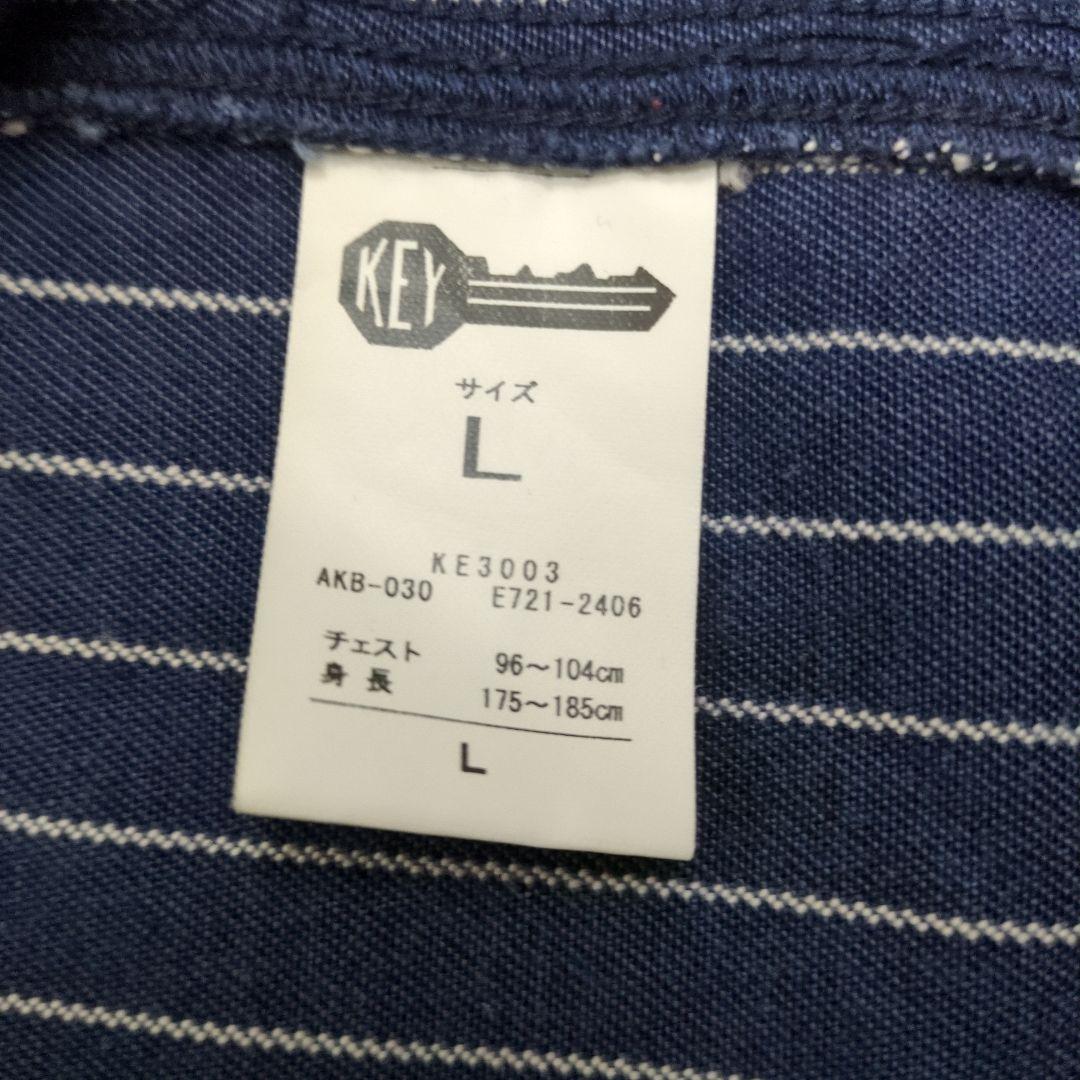 KEY
サイズ
L
KE3003
AKB-030 E721-2406
チェスト 96～104cm
身長 175～185cm
L